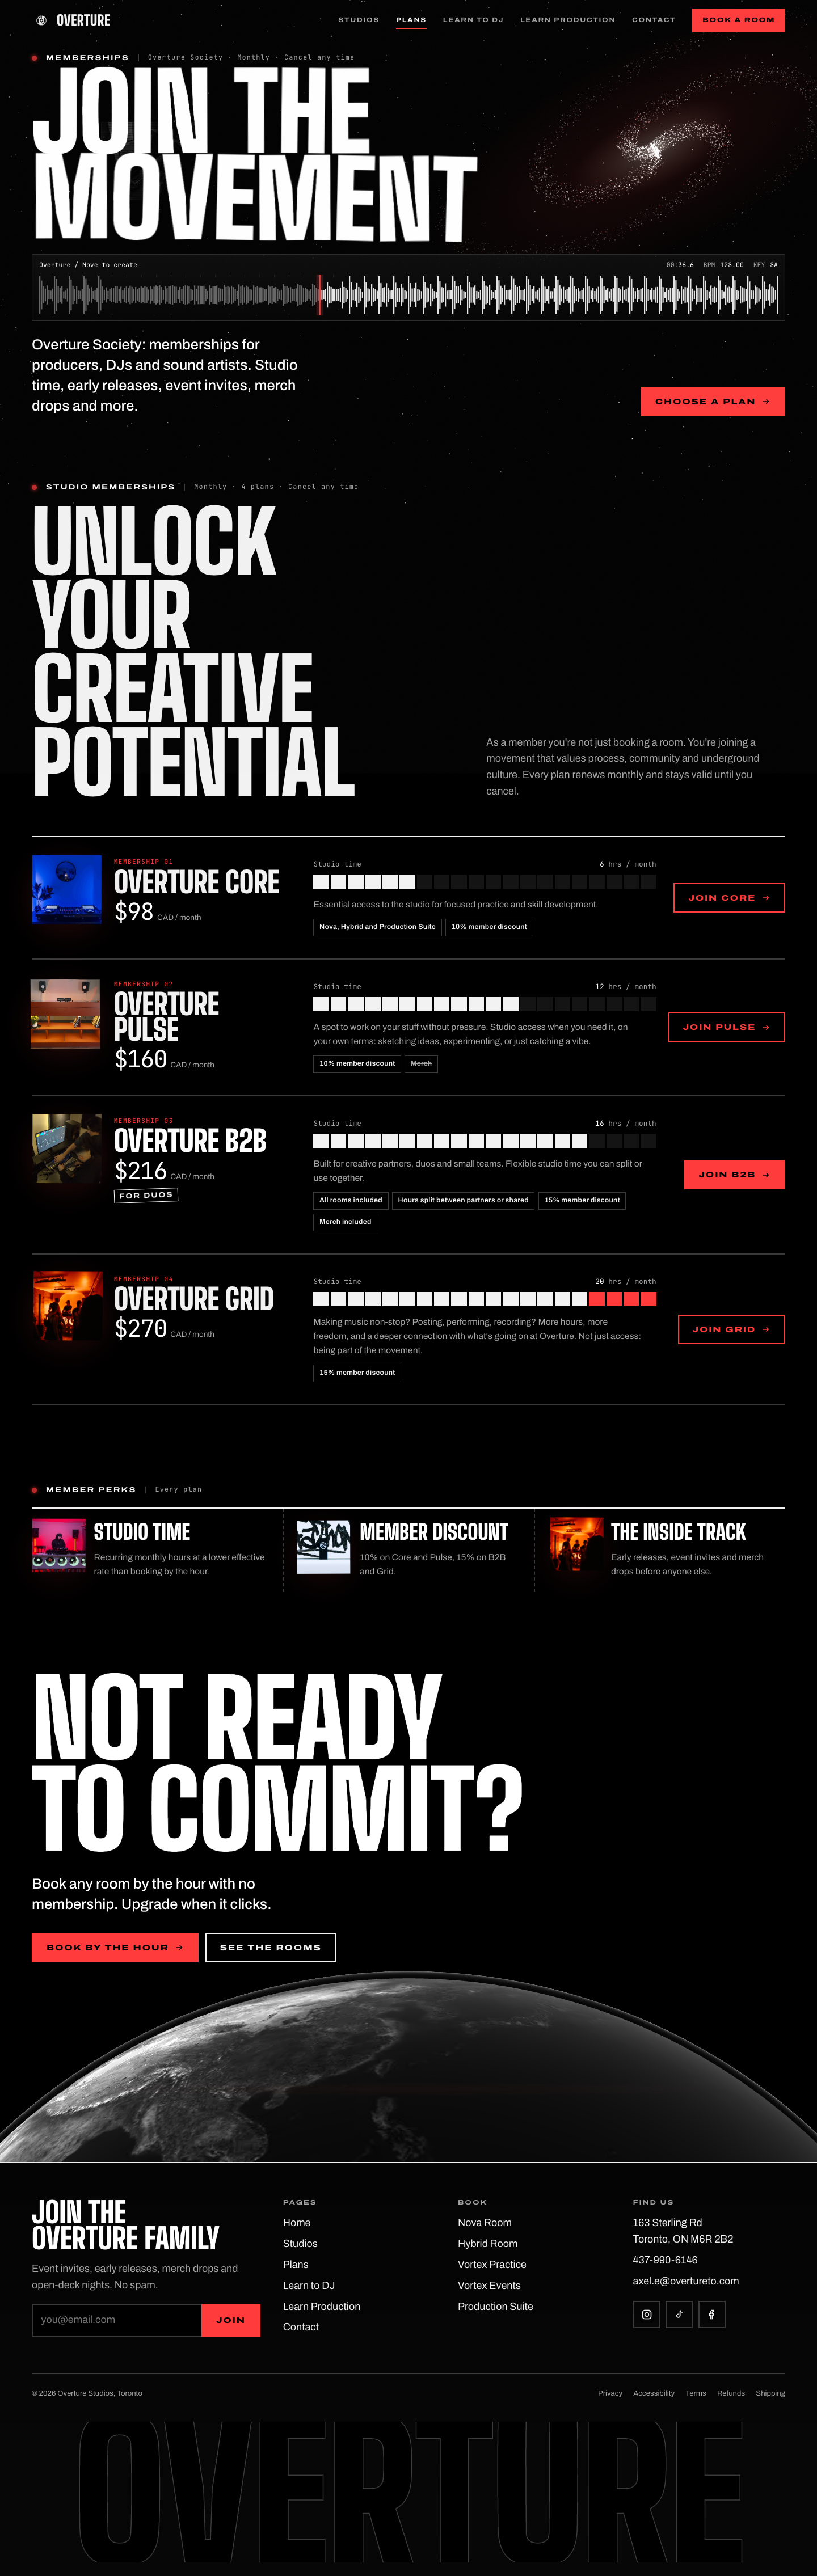 OVERTURE
STUDIOS
PLANS
LEARN TO DJ
LEARN PRODUCTION
CONTACT
BOOK A ROOM
MEMBERSHIPS
Overture Society · Monthly · Cancel any time
JOIN THE
MOVEMENT
Overture / Move to create
00:36.6 BPM 128.00 KEY 8A
Overture Society: memberships for
producers, DJs and sound artists. Studio
time, early releases, event invites, merch
drops and more.
CHOOSE A PLAN →
STUDIO MEMBERSHIPS
Monthly · 4 plans · Cancel any time
UNLOCK
YOUR
CREATIVE
POTENTIAL
As a member you're not just booking a room. You're joining a
movement that values process, community and underground
culture. Every plan renews monthly and stays valid until you
cancel.
MEMBERSHIP 01
OVERTURE CORE
$98 CAD / month
Studio time
6 hrs / month
Essential access to the studio for focused practice and skill development.
Nova, Hybrid and Production Suite
10% member discount
JOIN CORE →
MEMBERSHIP 02
OVERTURE
PULSE
$160 CAD / month
Studio time
12 hrs / month
A spot to work on your stuff without pressure. Studio access when you need it, on
your own terms: sketching ideas, experimenting, or just catching a vibe.
10% member discount
Merch
JOIN PULSE →
MEMBERSHIP 03
OVERTURE B2B
$216 CAD / month
FOR DUOS
Studio time
16 hrs / month
Built for creative partners, duos and small teams. Flexible studio time you can split or
use together.
All rooms included
Hours split between partners or shared
15% member discount
Merch included
JOIN B2B →
MEMBERSHIP 04
OVERTURE GRID
$270 CAD / month
Studio time
20 hrs / month
Making music non-stop? Posting, performing, recording? More hours, more
freedom, and a deeper connection with what's going on at Overture. Not just access:
being part of the movement.
15% member discount
JOIN GRID →
MEMBER PERKS
Every plan
STUDIO TIME
Recurring monthly hours at a lower effective
rate than booking by the hour.
MEMBER DISCOUNT
10% on Core and Pulse, 15% on B2B
and Grid.
THE INSIDE TRACK
Early releases, event invites and merch
drops before anyone else.
NOT READY
TO COMMIT?
Book any room by the hour with no
membership. Upgrade when it clicks.
BOOK BY THE HOUR →
SEE THE ROOMS
JOIN THE
OVERTURE FAMILY
Event invites, early releases, merch drops and
open-deck nights. No spam.
you@email.com
JOIN
PAGES
Home
Studios
Plans
Learn to DJ
Learn Production
Contact
BOOK
Nova Room
Hybrid Room
Vortex Practice
Vortex Events
Production Suite
FIND US
163 Sterling Rd
Toronto, ON M6R 2B2
437-990-6146
axel.e@overtureto.com
© 2026 Overture Studios, Toronto
Privacy
Accessibility
Terms
Refunds
Shipping
OVERTURE